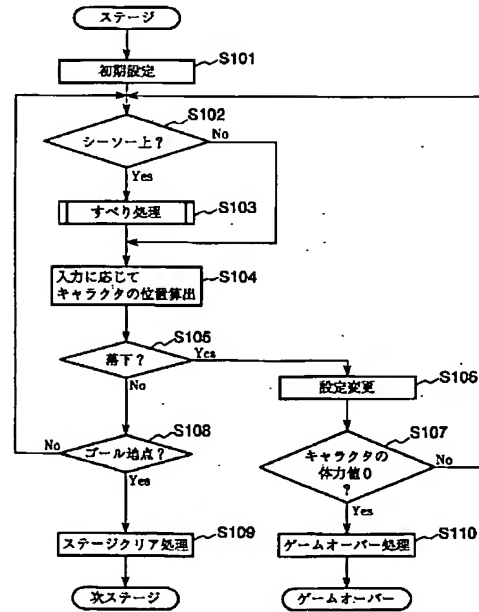 ステージ
初期設定
S101
シーソー上?
S102
No
Yes
すべり処理
S103
入力に応じて
キャラクタの位置算出
S104
落下?
S105
Yes
No
設定変更
S106
ゴール地点?
S108
No
Yes
キャラクタの
体力値0
?
S107
No
Yes
ステージクリア処理
S109
ゲームオーバー処理
S110
次ステージ
ゲームオーバー